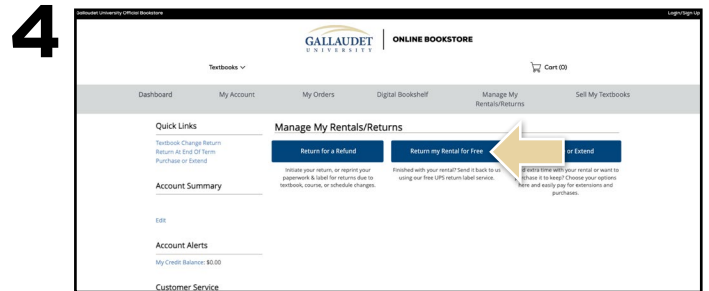 4
Gallaudet University Official Bookstore
Login/Sign Up
GALLAUDET
UNIVERSITY
ONLINE BOOKSTORE
Textbooks
Cart (0)
Dashboard
My Account
My Orders
Digital Bookshelf
Manage My
Rentals/Returns
Sell My Textbooks
Quick Links
Textbook Change Return
Return At End Of Term
Purchase or Extend
Account Summary
Edit
Account Alerts
My Credit Balance: $0.00
Customer Service
Manage My Rentals/Returns
Return for a Refund
Initiate your return, or reprint your
paperwork & label for returns due to
textbook, course, or schedule changes.
Return my Rental for Free
Finished with your rental? Send it back to us
using our free UPS return label service.
or Extend
extra time with your rental or want to
it to keep? Choose your options
here and easily pay for extensions and
purchases.